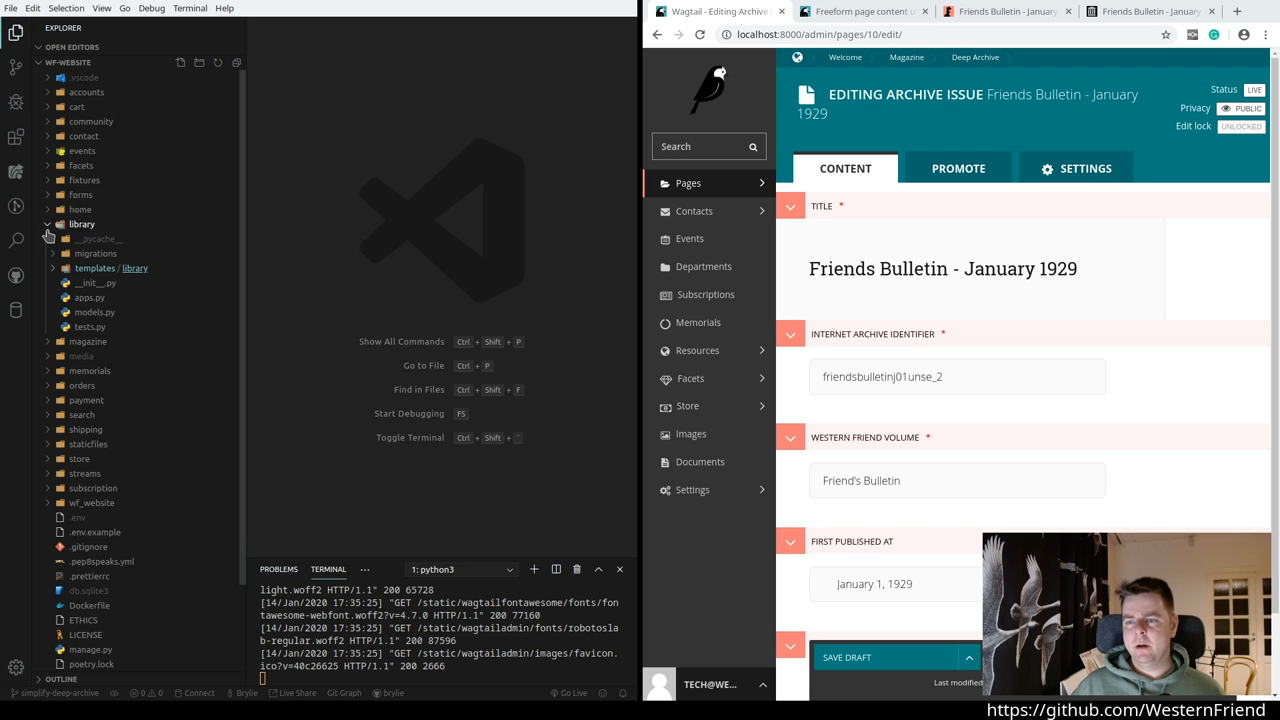 File Edit Selection View Go Debug Terminal Help
EXPLORER
OPEN EDITORS
WF-WEBSITE
.vscode
accounts
cart
community
contact
events
facets
fixtures
forms
home
library
__pycache__
migrations
templates / library
__init__.py
apps.py
models.py
tests.py
magazine
media
memorials
orders
payment
search
shipping
staticfiles
store
streams
subscription
wf_website
.env
.env.example
.gitignore
.pep8speaks.yml
.prettierrc
db.sqlite3
Dockerfile
ETHICS
LICENSE
manage.py
poetry.lock
OUTLINE
Show All Commands Ctrl + Shift + P
Go to File Ctrl + P
Find in Files Ctrl + Shift + F
Start Debugging F5
Toggle Terminal Ctrl + Shift + `
PROBLEMS TERMINAL ... 1: python3
light.woff2 HTTP/1.1" 200 65728
[14/Jan/2020 17:35:25] "GET /static/wagtailfontawesome/fonts/fon
tawesome-webfont.woff2?v=4.7.0 HTTP/1.1" 200 77160
[14/Jan/2020 17:35:25] "GET /static/wagtailadmin/fonts/robotosla
b-regular.woff2 HTTP/1.1" 200 87596
[14/Jan/2020 17:35:25] "GET /static/wagtailadmin/images/favicon.
ico?v=40c26625 HTTP/1.1" 200 2666
simplify-deep-archive 0 0 Connect Brylie Live Share Git Graph brylie Go Live
Wagtail - Editing Archive Freeform page content Friends Bulletin - January Friends Bulletin - January
localhost:8000/admin/pages/10/edit/
Search
Pages
Contacts
Events
Departments
Subscriptions
Memorials
Resources
Facets
Store
Images
Documents
Settings
TECH@WE...
Welcome Magazine Deep Archive
EDITING ARCHIVE ISSUE Friends Bulletin - January
1929
Status LIVE
Privacy PUBLIC
Edit lock UNLOCKED
CONTENT PROMOTE SETTINGS
TITLE *
Friends Bulletin - January 1929
INTERNET ARCHIVE IDENTIFIER *
friendsbulletinj01unse_2
WESTERN FRIEND VOLUME *
Friend's Bulletin
FIRST PUBLISHED AT
January 1, 1929
SAVE DRAFT
Last modified
https://github.com/WesternFriend